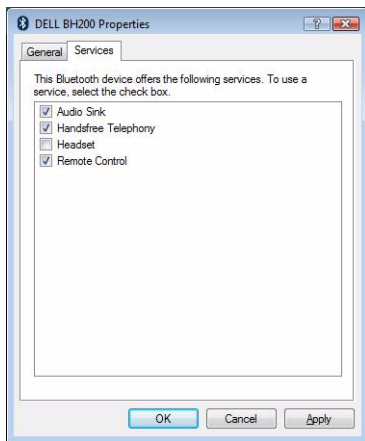 DELL BH200 Properties
General
Services
This Bluetooth device offers the following services. To use a
service, select the check box.
Audio Sink
Handsfree Telephony
Headset
Remote Control
OK
Cancel
Apply